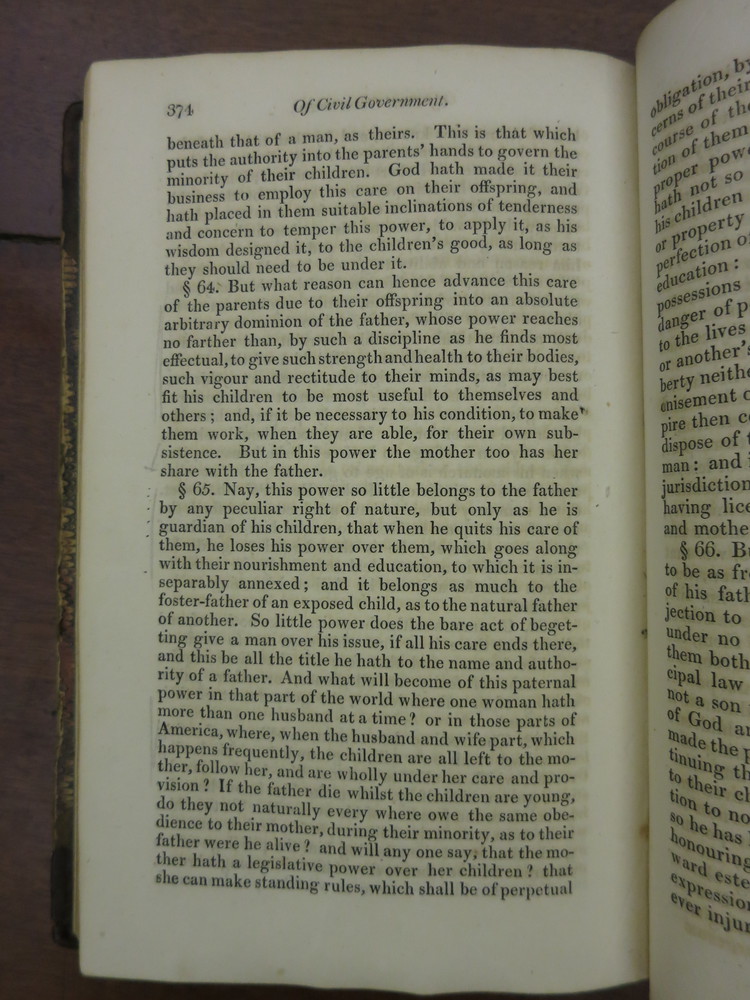 374
Of Civil Government.
beneath that of a man, as theirs. This is that which
puts the authority into the parents' hands to govern the
minority of their children. God hath made it their
business to employ this care on their offspring, and
hath placed in them suitable inclinations of tenderness
and concern to temper this power, to apply it, as his
wisdom designed it, to the children's good, as long as
they should need to be under it.
§ 64. But what reason can hence advance this care
of the parents due to their offspring into an absolute
arbitrary dominion of the father, whose power reaches
no farther than, by such a discipline as he finds most
effectual, to give such strength and health to their bodies,
such vigour and rectitude to their minds, as may best
fit his children to be most useful to themselves and
others; and, if it be necessary to his condition, to make
them work, when they are able, for their own sub-
sistence. But in this power the mother too has her
share with the father.
§ 65. Nay, this power so little belongs to the father
by any peculiar right of nature, but only as he is
guardian of his children, that when he quits his care of
them, he loses his power over them, which goes along
with their nourishment and education, to which it is in-
separably annexed; and it belongs as much to the
foster-father of an exposed child, as to the natural father
of another. So little power does the bare act of beget-
ting give a man over his issue, if all his care ends there,
and this be all the title he hath to the name and autho-
rity of a father. And what will become of this paternal
power in that part of the world where one woman hath
more than one husband at a time? or in those parts of
America, where, when the husband and wife part, which
happens frequently, the children are all left to the mo-
ther, follow her, and are wholly under her care and pro-
vision? If the father die whilst the children are young,
do they not naturally every where owe the same obe-
dience to their mother, during their minority, as to their
father were he alive? and will any one say, that the mo-
ther hath a legislative power over her children? that
she can make standing rules, which shall be of perpetual
obligation, by
cerns of their
course of the
tion of them
proper powe
hath not so
his children
or property
perfection of
education:
possessions
danger of p
to the lives
or another's
berty neithe
enisement o
pire then c
dispose of t
man: and
jurisdiction
having lice
and mothe
§ 66. B
to be as fr
of his fath
jection to
under no
them both
cipal law
not a son
of God a
made the p
tinuing th
to their c
tion to no
so he has
honouring
ward este
expression
ever injur